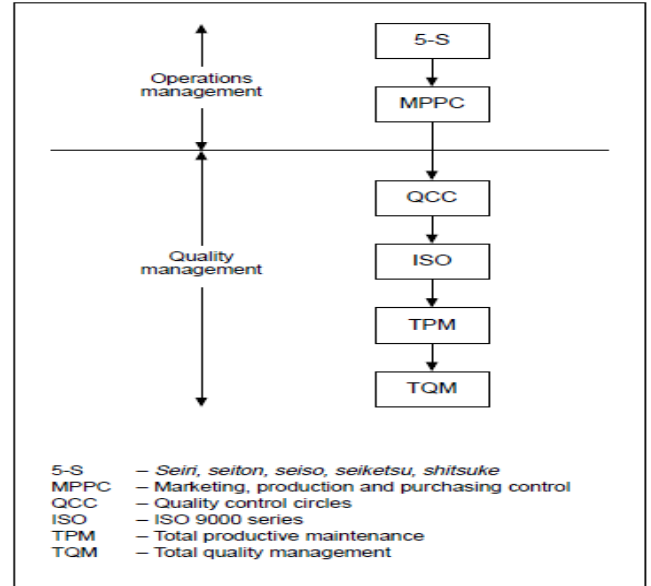 5-S
Operations
management
MPPC
QCC
Quality
management
ISO
TPM
TQM
5-S – Seiri, seiton, seiso, seiketsu, shitsuke
MPPC – Marketing, production and purchasing control
QCC – Quality control circles
ISO – ISO 9000 series
TPM – Total productive maintenance
TQM – Total quality management